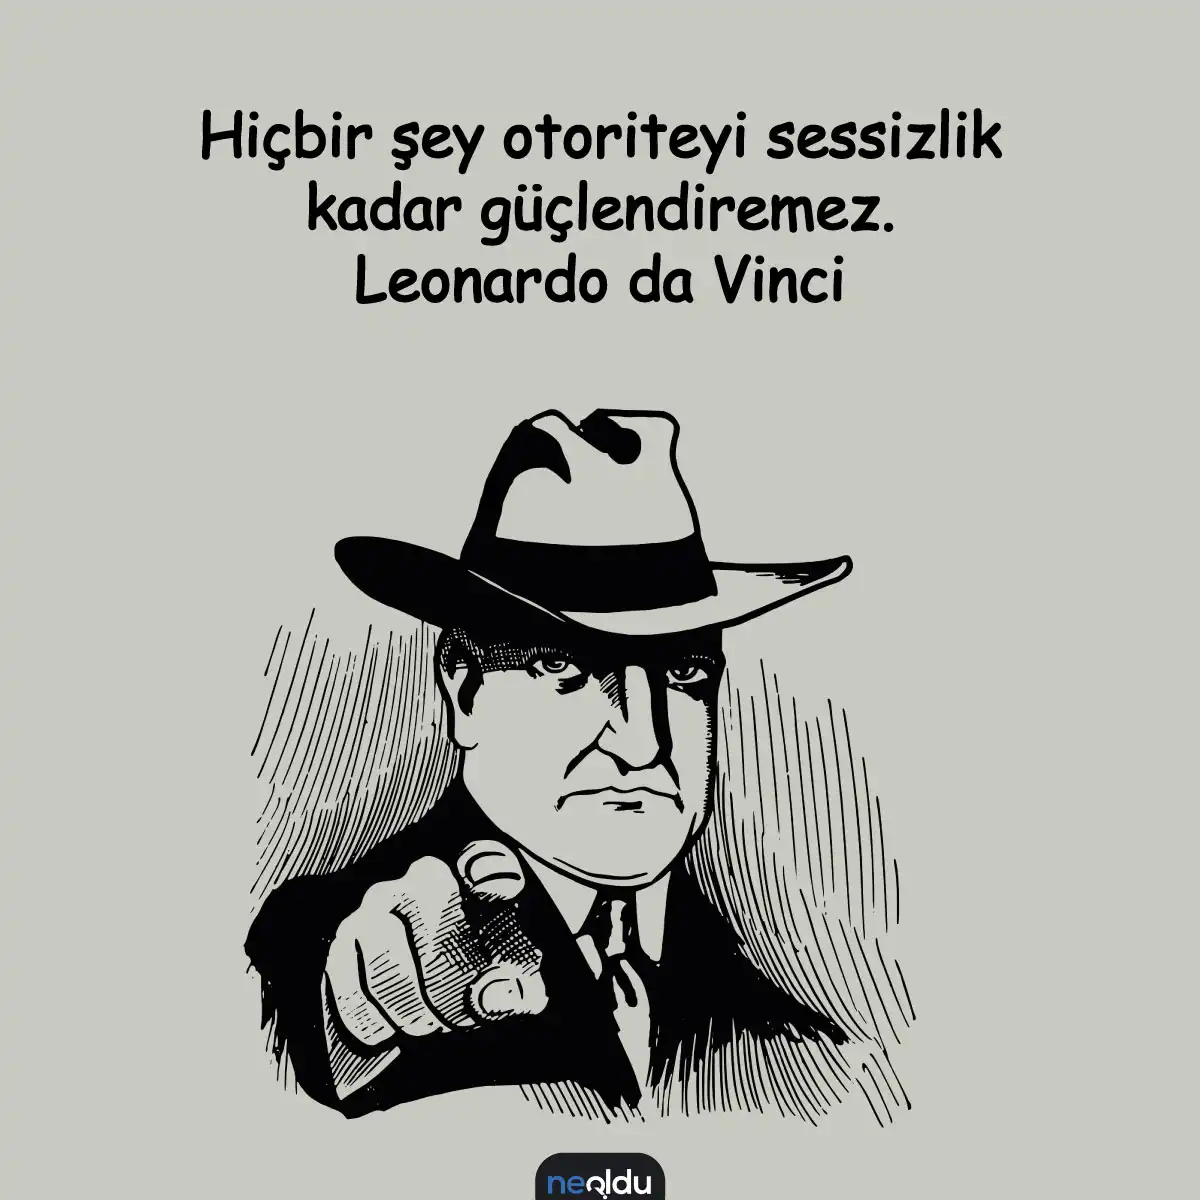 Hiçbir şey otoriteyi sessizlik
kadar güçlendiremez.
Leonardo da Vinci
neoldu